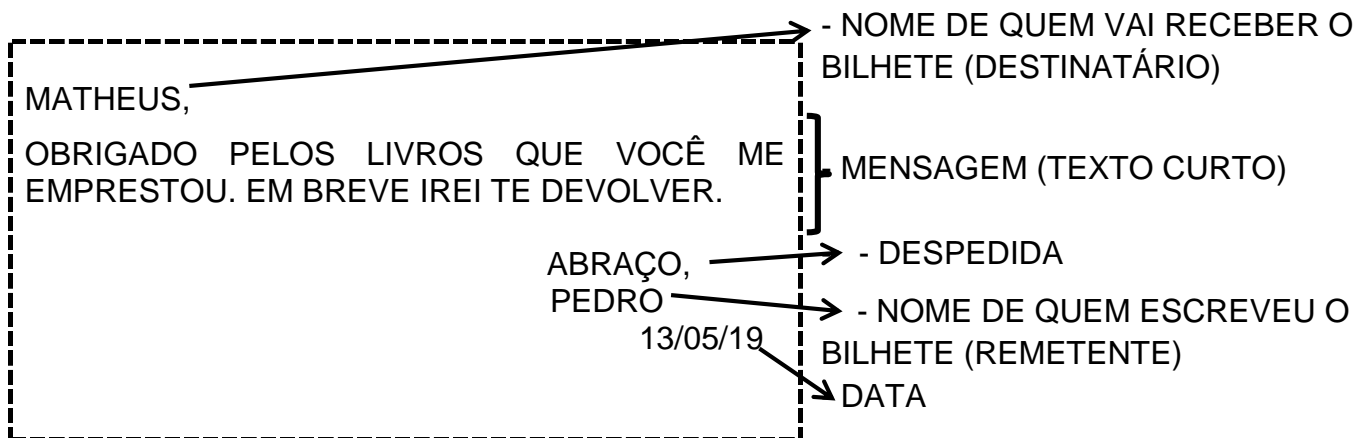 - NOME DE QUEM VAI RECEBER O
BILHETE (DESTINATÁRIO)
MATHEUS,
OBRIGADO PELOS LIVROS QUE VOCÊ ME
EMPRESTOU. EM BREVE IREI TE DEVOLVER.
- MENSAGEM (TEXTO CURTO)
ABRAÇO,
- DESPEDIDA
PEDRO
- NOME DE QUEM ESCREVEU O
BILHETE (REMETENTE)
13/05/19
DATA